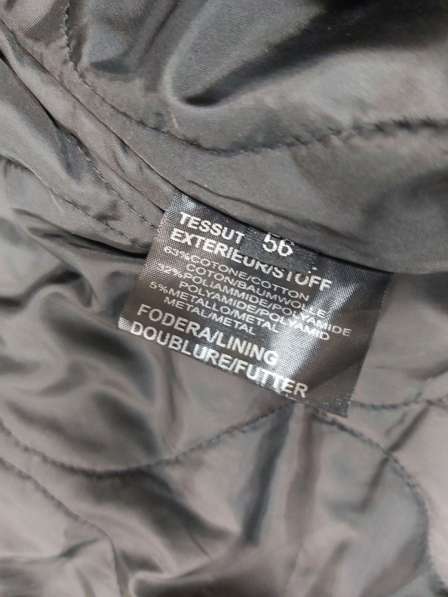 TESSUT 56
EXTERIEUR/STOFF
63%COTONE/COTTON
COTON/BAUMWOLLE
32%POLIAMMIDE/POLYAMIDE
POLYAMIDE/POLYAMID
5%METALLO/METAL
METAL/METAL
FODERA/LINING
DOUBLURE/FUTTER